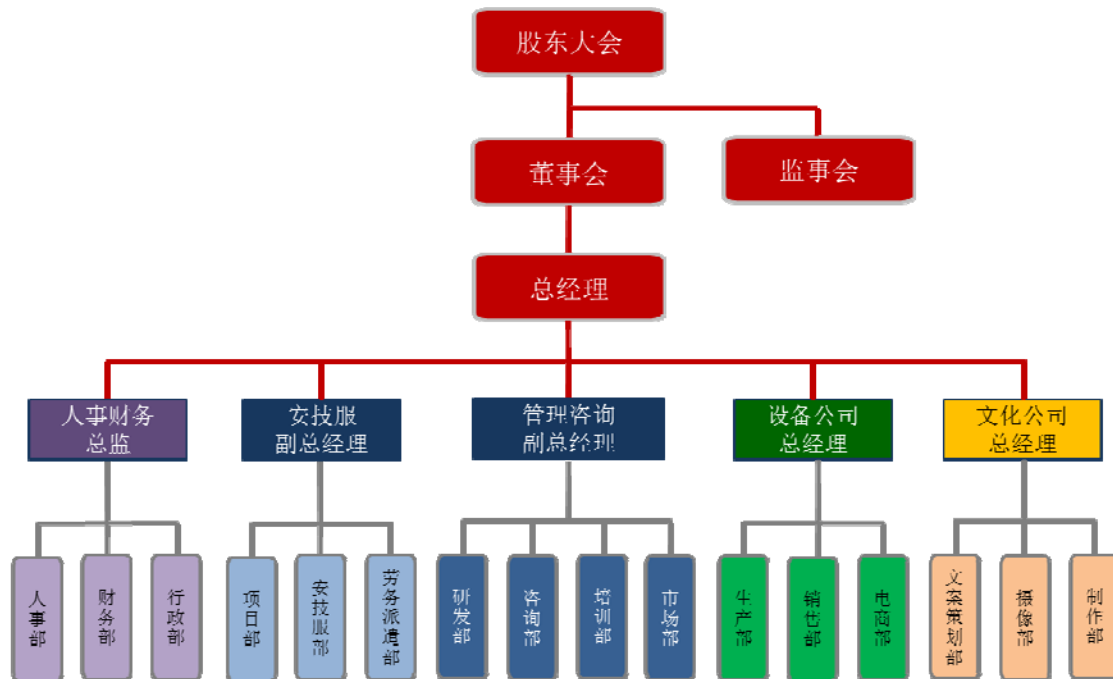 股东大会
董事会
监事会
总经理
人事财务
总监
安技服
副总经理
管理咨询
副总经理
设备公司
总经理
文化公司
总经理
人事部
财务部
行政部
项目部
安技服部
劳务派遣部
研发部
咨询部
培训部
市场部
生产部
销售部
电商部
文案策划部
摄像部
制作部